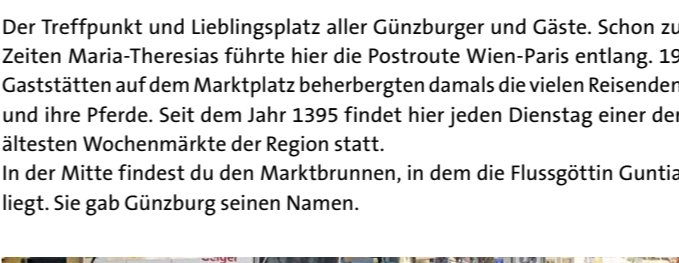 Der Treffpunkt und Lieblingsplatz aller Günzburger und Gäste. Schon zu
Zeiten Maria-Theresias führte hier die Postroute Wien-Paris entlang. 19
Gaststätten auf dem Marktplatz beherbergten damals die vielen Reisenden
und ihre Pferde. Seit dem Jahr 1395 findet hier jeden Dienstag einer der
ältesten Wochenmärkte der Region statt.
In der Mitte findest du den Marktbrunnen, in dem die Flussgöttin Guntia
liegt. Sie gab Günzburg seinen Namen.